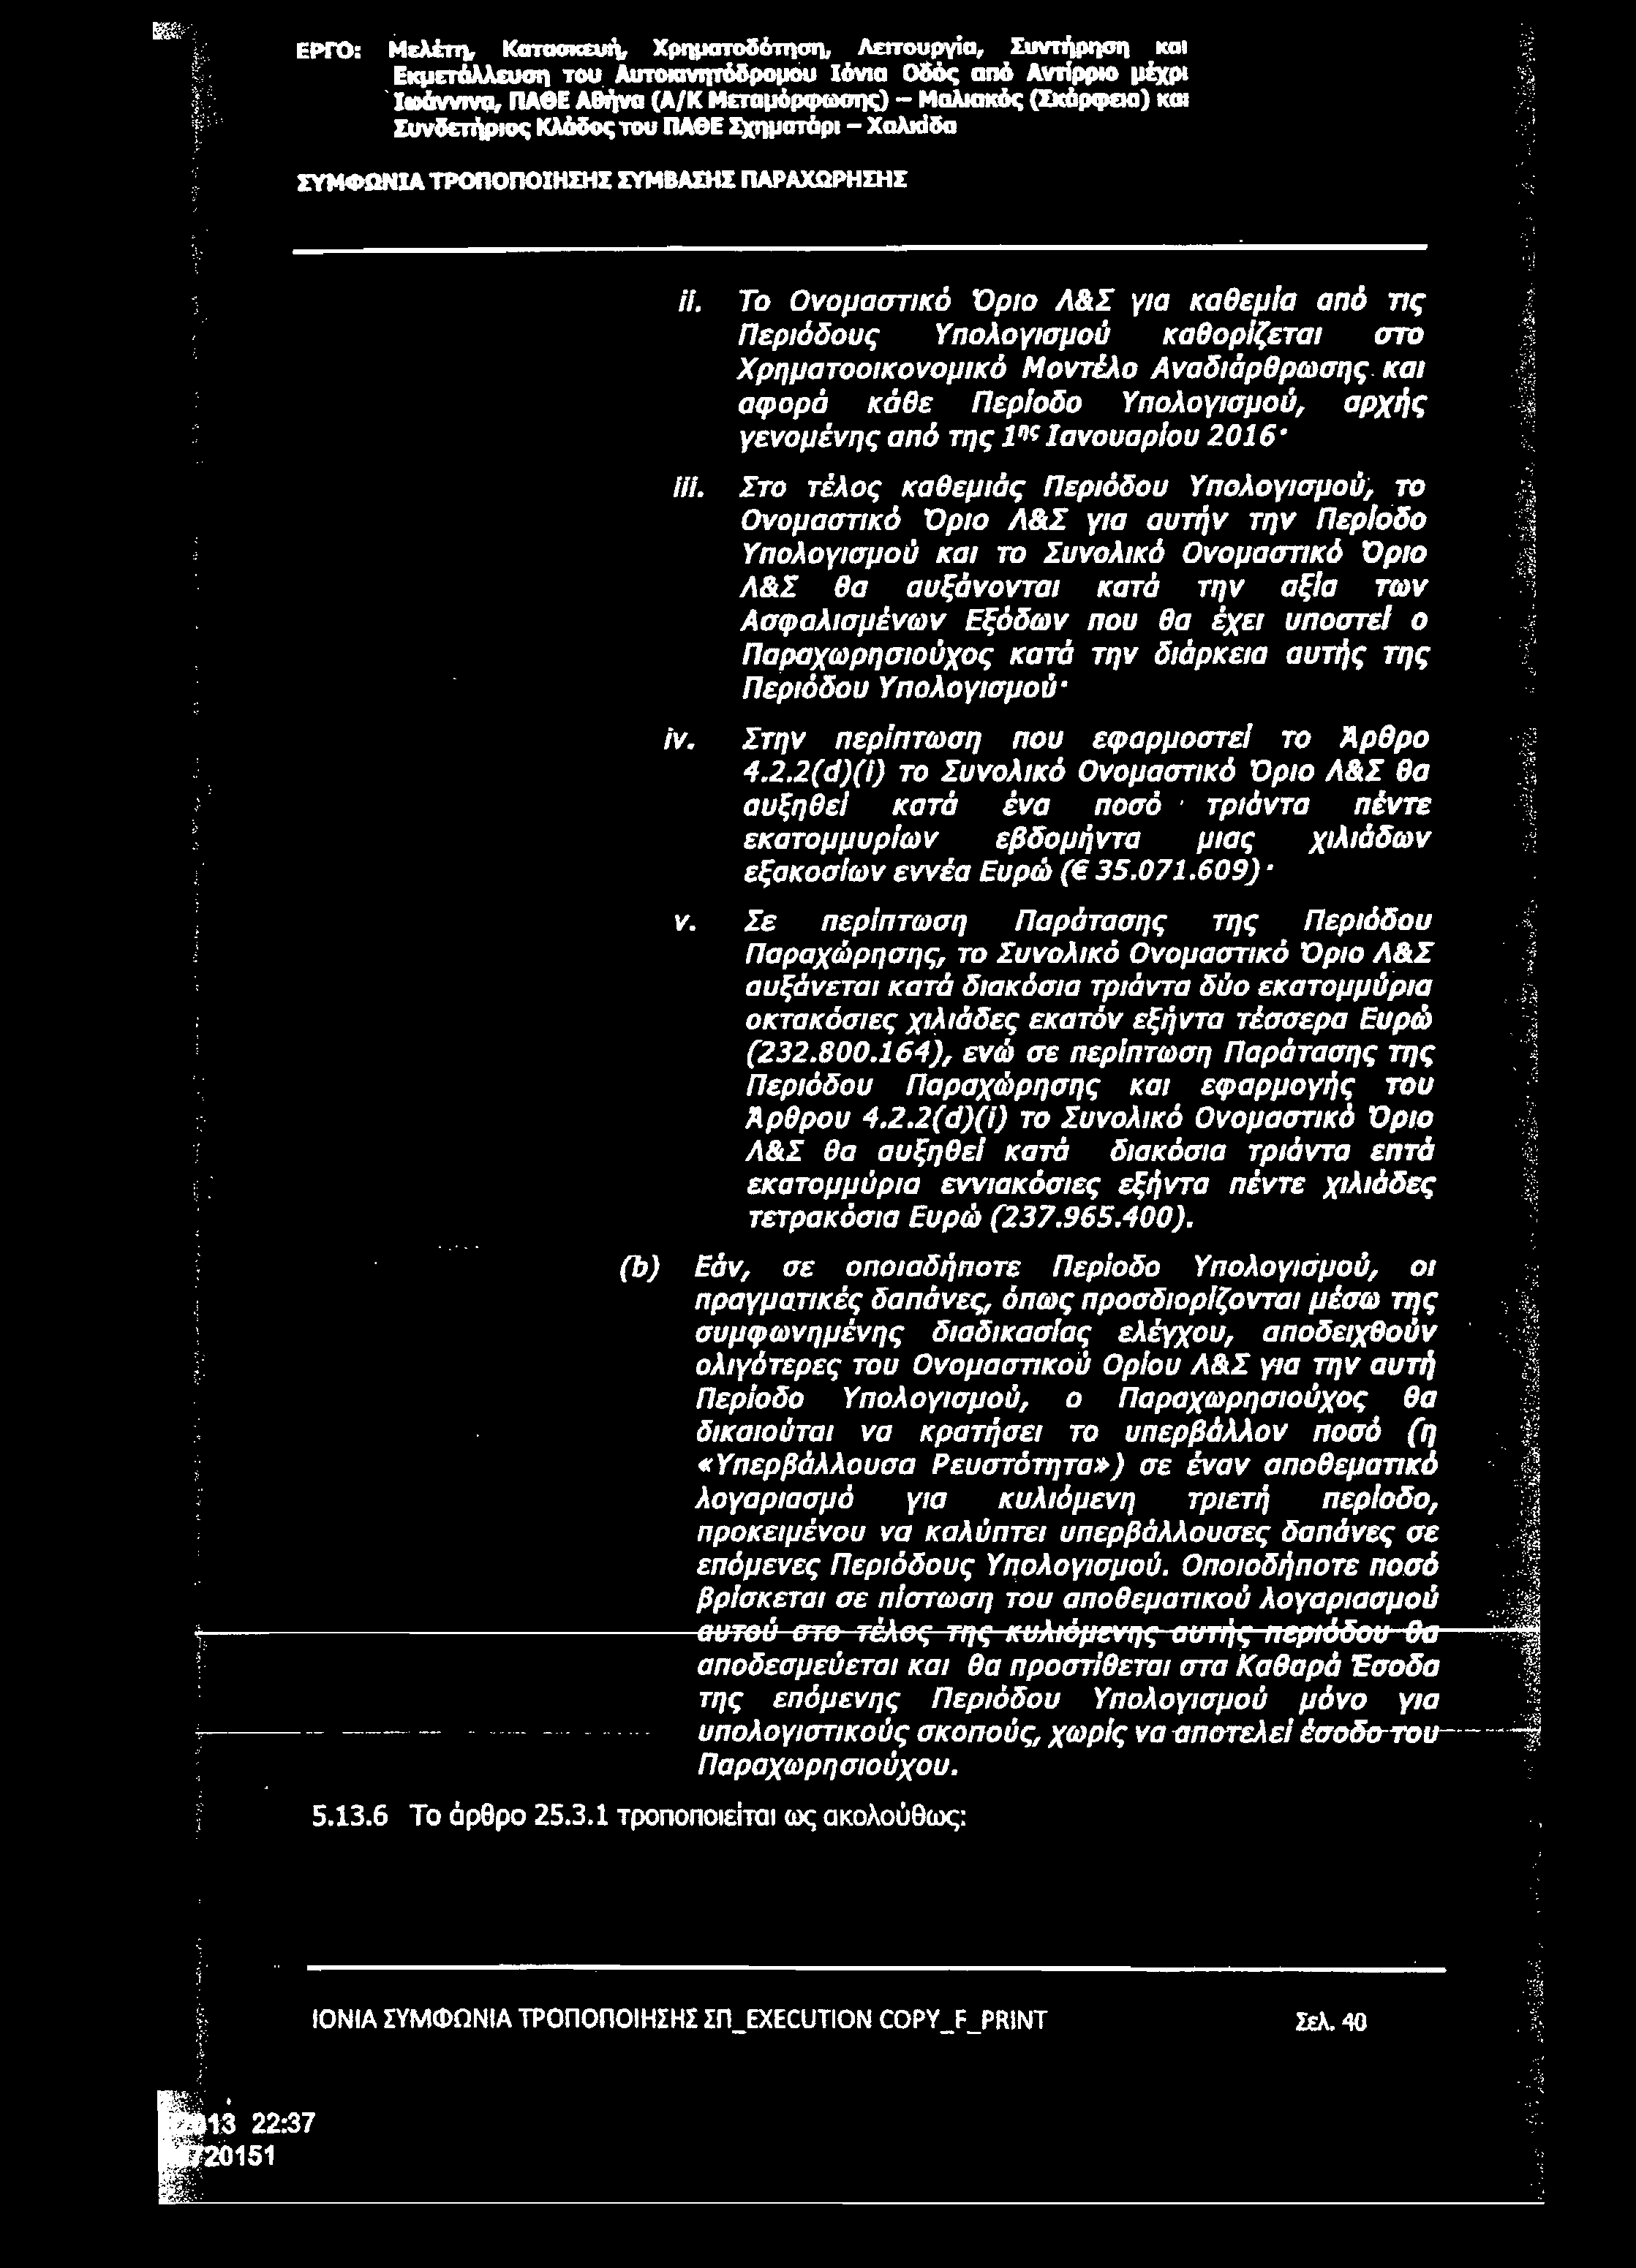 ΕΡΓΟ: Μελέτη, Κατασκευή, Χρηματοδότηση, Λειτουργία, Συντήρηση και
Εκμετάλλευση του Αυτοκινητόδρομου Ιόνια Οδός από Αντίρριο μέχρι
Ιωάννινα, ΠΑΘΕ Αθήνα (Α/Κ Μεταμόρφωσης) – Μαλιακός (Σκάρφεια) και
Συνδετήριος Κλάδος του ΠΑΘΕ Σχηματάρι – Χαλκίδα
ΣΥΜΦΩΝΙΑ ΤΡΟΠΟΠΟΙΗΣΗΣ ΣΥΜΒΑΣΗΣ ΠΑΡΑΧΩΡΗΣΗΣ
ii. Το Ονομαστικό Όριο Λ&Σ για καθεμία από τις
Περιόδους Υπολογισμού καθορίζεται στο
Χρηματοοικονομικό Μοντέλο Αναδιάρθρωσης και
αφορά κάθε Περίοδο Υπολογισμού, αρχής
γενομένης από της 1ης Ιανουαρίου 2016·
iii. Στο τέλος καθεμιάς Περιόδου Υπολογισμού, το
Ονομαστικό Όριο Λ&Σ για αυτήν την Περίοδο
Υπολογισμού και το Συνολικό Ονομαστικό Όριο
Λ&Σ θα αυξάνονται κατά την αξία των
Ασφαλισμένων Εξόδων που θα έχει υποστεί ο
Παραχωρησιούχος κατά την διάρκεια αυτής της
Περιόδου Υπολογισμού·
iv. Στην περίπτωση που εφαρμοστεί το Άρθρο
4.2.2(d)(i) το Συνολικό Ονομαστικό Όριο Λ&Σ θα
αυξηθεί κατά ένα ποσό τριάντα πέντε
εκατομμυρίων εβδομήντα μιας χιλιάδων
εξακοσίων εννέα Ευρώ (€ 35.071.609)·
v. Σε περίπτωση Παράτασης της Περιόδου
Παραχώρησης, το Συνολικό Ονομαστικό Όριο Λ&Σ
αυξάνεται κατά διακόσια τριάντα δύο εκατομμύρια
οκτακόσιες χιλιάδες εκατόν εξήντα τέσσερα Ευρώ
(232.800.164), ενώ σε περίπτωση Παράτασης της
Περιόδου Παραχώρησης και εφαρμογής του
Άρθρου 4.2.2(d)(i) το Συνολικό Ονομαστικό Όριο
Λ&Σ θα αυξηθεί κατά διακόσια τριάντα επτά
εκατομμύρια εννιακόσιες εξήντα πέντε χιλιάδες
τετρακόσια Ευρώ (237.965.400).
(b) Εάν, σε οποιαδήποτε Περίοδο Υπολογισμού, οι
πραγματικές δαπάνες, όπως προσδιορίζονται μέσω της
συμφωνημένης διαδικασίας ελέγχου, αποδειχθούν
ολιγότερες του Ονομαστικού Ορίου Λ&Σ για την αυτή
Περίοδο Υπολογισμού, ο Παραχωρησιούχος θα
δικαιούται να κρατήσει το υπερβάλλον ποσό (η
«Υπερβάλλουσα Ρευστότητα») σε έναν αποθεματικό
λογαριασμό για κυλιόμενη τριετή περίοδο,
προκειμένου να καλύπτει υπερβάλλουσες δαπάνες σε
επόμενες Περιόδους Υπολογισμού. Οποιοδήποτε ποσό
βρίσκεται σε πίστωση του αποθεματικού λογαριασμού
αυτού στο τέλος της κυλιόμενης αυτής περιόδου θα
αποδεσμεύεται και θα προστίθεται στα Καθαρά Έσοδα
της επόμενης Περιόδου Υπολογισμού μόνο για
υπολογιστικούς σκοπούς, χωρίς να αποτελεί έσοδο του
Παραχωρησιούχου.
5.13.6 Το άρθρο 25.3.1 τροποποιείται ως ακολούθως:
ΙΟΝΙΑ ΣΥΜΦΩΝΙΑ ΤΡΟΠΟΠΟΙΗΣΗΣ ΣΠ_EXECUTION COPY_F_PRINT Σελ. 40
13 22:37
20151